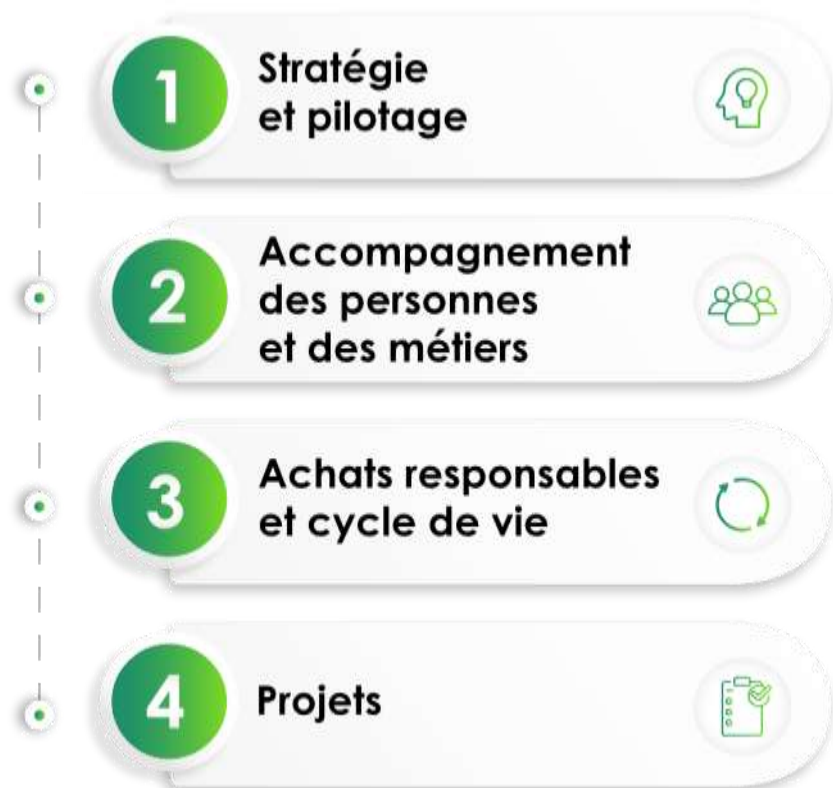 1
Stratégie
et pilotage
2
Accompagnement
des personnes
et des métiers
3
Achats responsables
et cycle de vie
4
Projets